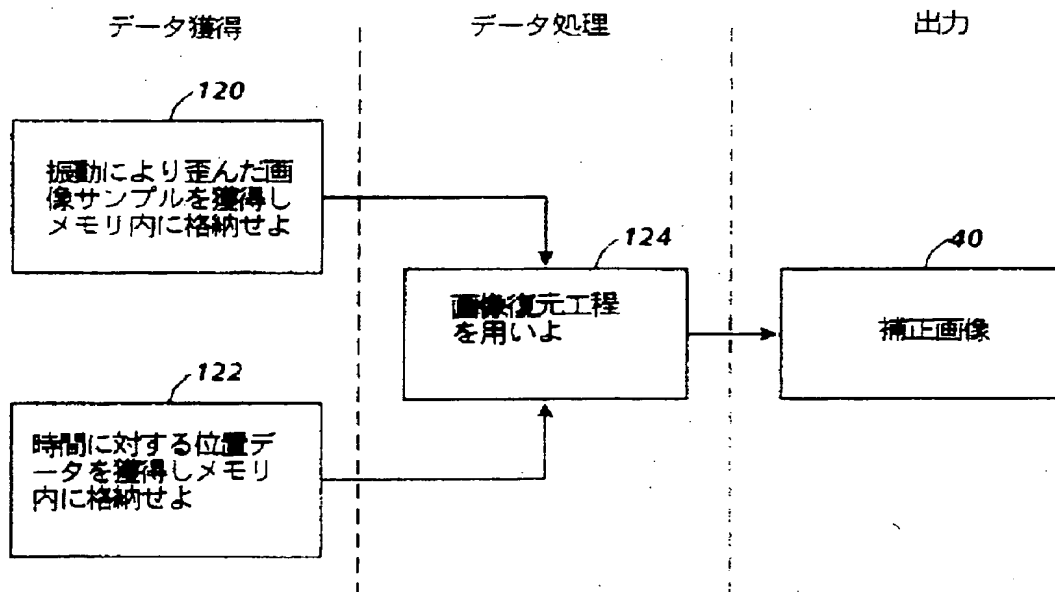 データ獲得
データ処理
出力
120
振動により歪んだ画
像サンプルを獲得し
メモリ内に格納せよ
122
時間に対する位置デ
ータを獲得しメモリ
内に格納せよ
124
画像復元工程
を用いよ
40
補正画像